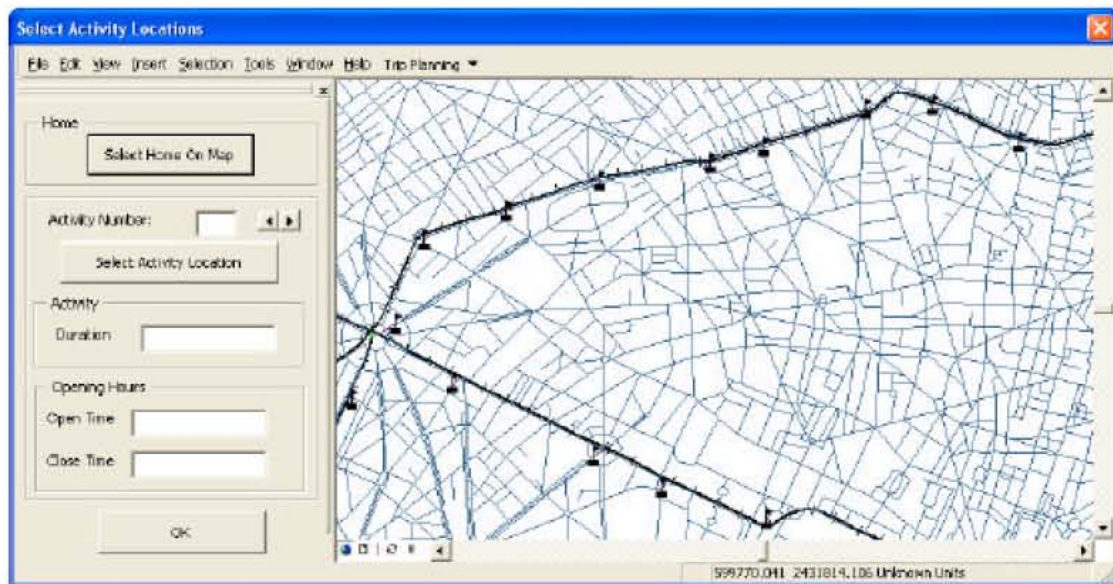 Select Activity Locations
File Edit View Insert Selection Tools Window Help Trip Planning
Home
Select Home On Map
Activity Number:
Select Activity Location
Activity
Duration
Opening Hours
Open Time
Close Time
OK
599770.041 2431814.106 Unknown Units